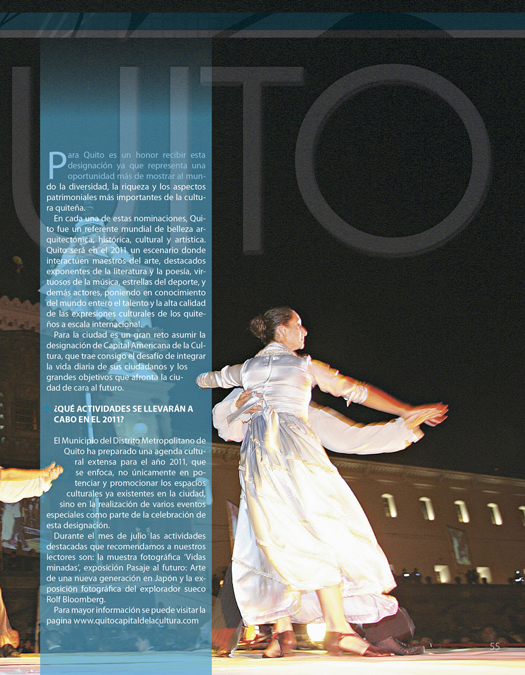 UITO
Para Quito es un honor recibir esta
designación ya que representa una
oportunidad más de mostrar al mun-
do la diversidad, la riqueza y los aspectos
patrimoniales más importantes de la cultu-
ra quiteña.
En cada una de estas nominaciones, Qui-
to fue un referente mundial de belleza ar-
quitectónica, histórica, cultural y artística.
Quito será en el 2011 un escenario donde
interactúen maestros del arte, destacados
exponentes de la literatura y la poesía, vir-
tuosos de la música, estrellas del deporte, y
demás actores, poniendo en conocimiento
del mundo entero el talento y la alta calidad
de las expresiones culturales de los quite-
ños a escala internacional.
Para la ciudad es un gran reto asumir la
designación de Capital Americana de la Cul-
tura, que trae consigo el desafío de integrar
la vida diaria de sus ciudadanos y los
grandes objetivos que afronta la ciu-
dad de cara al futuro.
¿QUÉ ACTIVIDADES SE LLEVARÁN A
CABO EN EL 2011?
El Municipio del Distrito Metropolitano de
Quito ha preparado una agenda cultu-
ral extensa para el año 2011, que
se enfoca, no únicamente en po-
tenciar y promocionar los espacios
culturales ya existentes en la ciudad,
sino en la realización de varios eventos
especiales como parte de la celebración de
esta designación.
Durante el mes de julio las actividades
destacadas que recomendamos a nuestros
lectores son: la muestra fotográfica ‘Vidas
minadas’, exposición Pasaje al futuro: Arte
de una nueva generación en Japón y la ex-
posición fotográfica del explorador sueco
Rolf Bloomberg.
Para mayor información se puede visitar la
pagina www.quitocapitaldelacultura.com
55